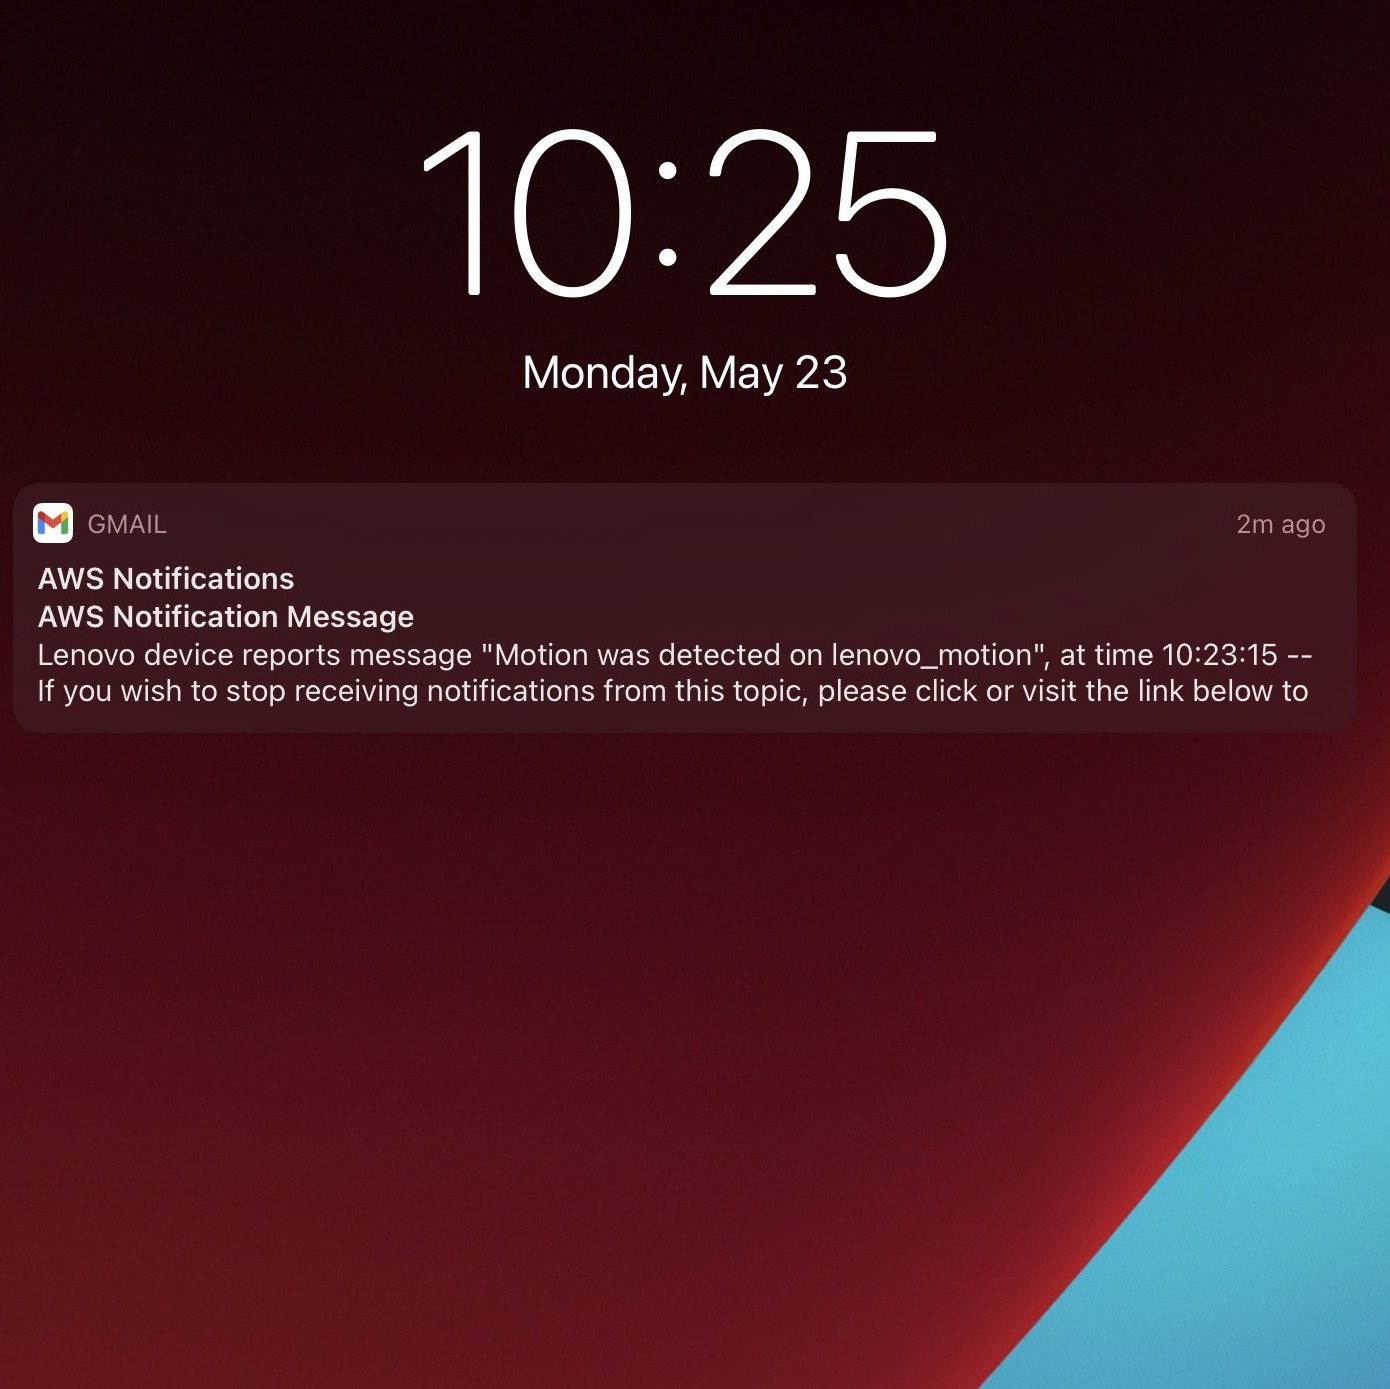 10:25
Monday, May 23
GMAIL 2m ago
AWS Notifications
AWS Notification Message
Lenovo device reports message "Motion was detected on lenovo_motion", at time 10:23:15 --
If you wish to stop receiving notifications from this topic, please click or visit the link below to